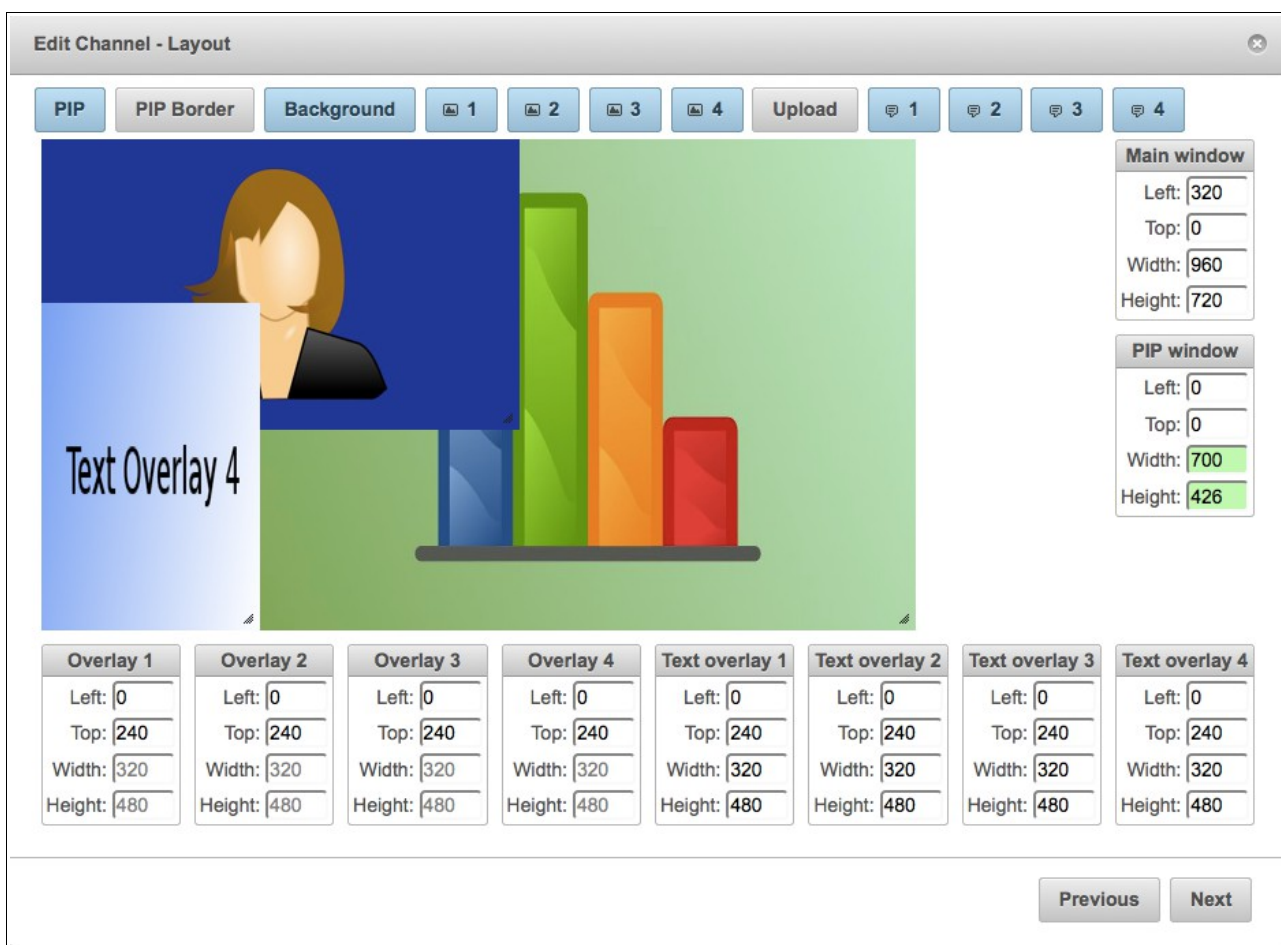 Edit Channel - Layout
PIP PIP Border Background 1 2 3 4 Upload 1 2 3 4
Main window
Left: 320
Top: 0
Width: 960
Height: 720
PIP window
Left: 0
Top: 0
Width: 700
Height: 426
Text Overlay 4
Overlay 1
Left: 0
Top: 240
Width: 320
Height: 480
Overlay 2
Left: 0
Top: 240
Width: 320
Height: 480
Overlay 3
Left: 0
Top: 240
Width: 320
Height: 480
Overlay 4
Left: 0
Top: 240
Width: 320
Height: 480
Text overlay 1
Left: 0
Top: 240
Width: 320
Height: 480
Text overlay 2
Left: 0
Top: 240
Width: 320
Height: 480
Text overlay 3
Left: 0
Top: 240
Width: 320
Height: 480
Text overlay 4
Left: 0
Top: 240
Width: 320
Height: 480
Previous Next